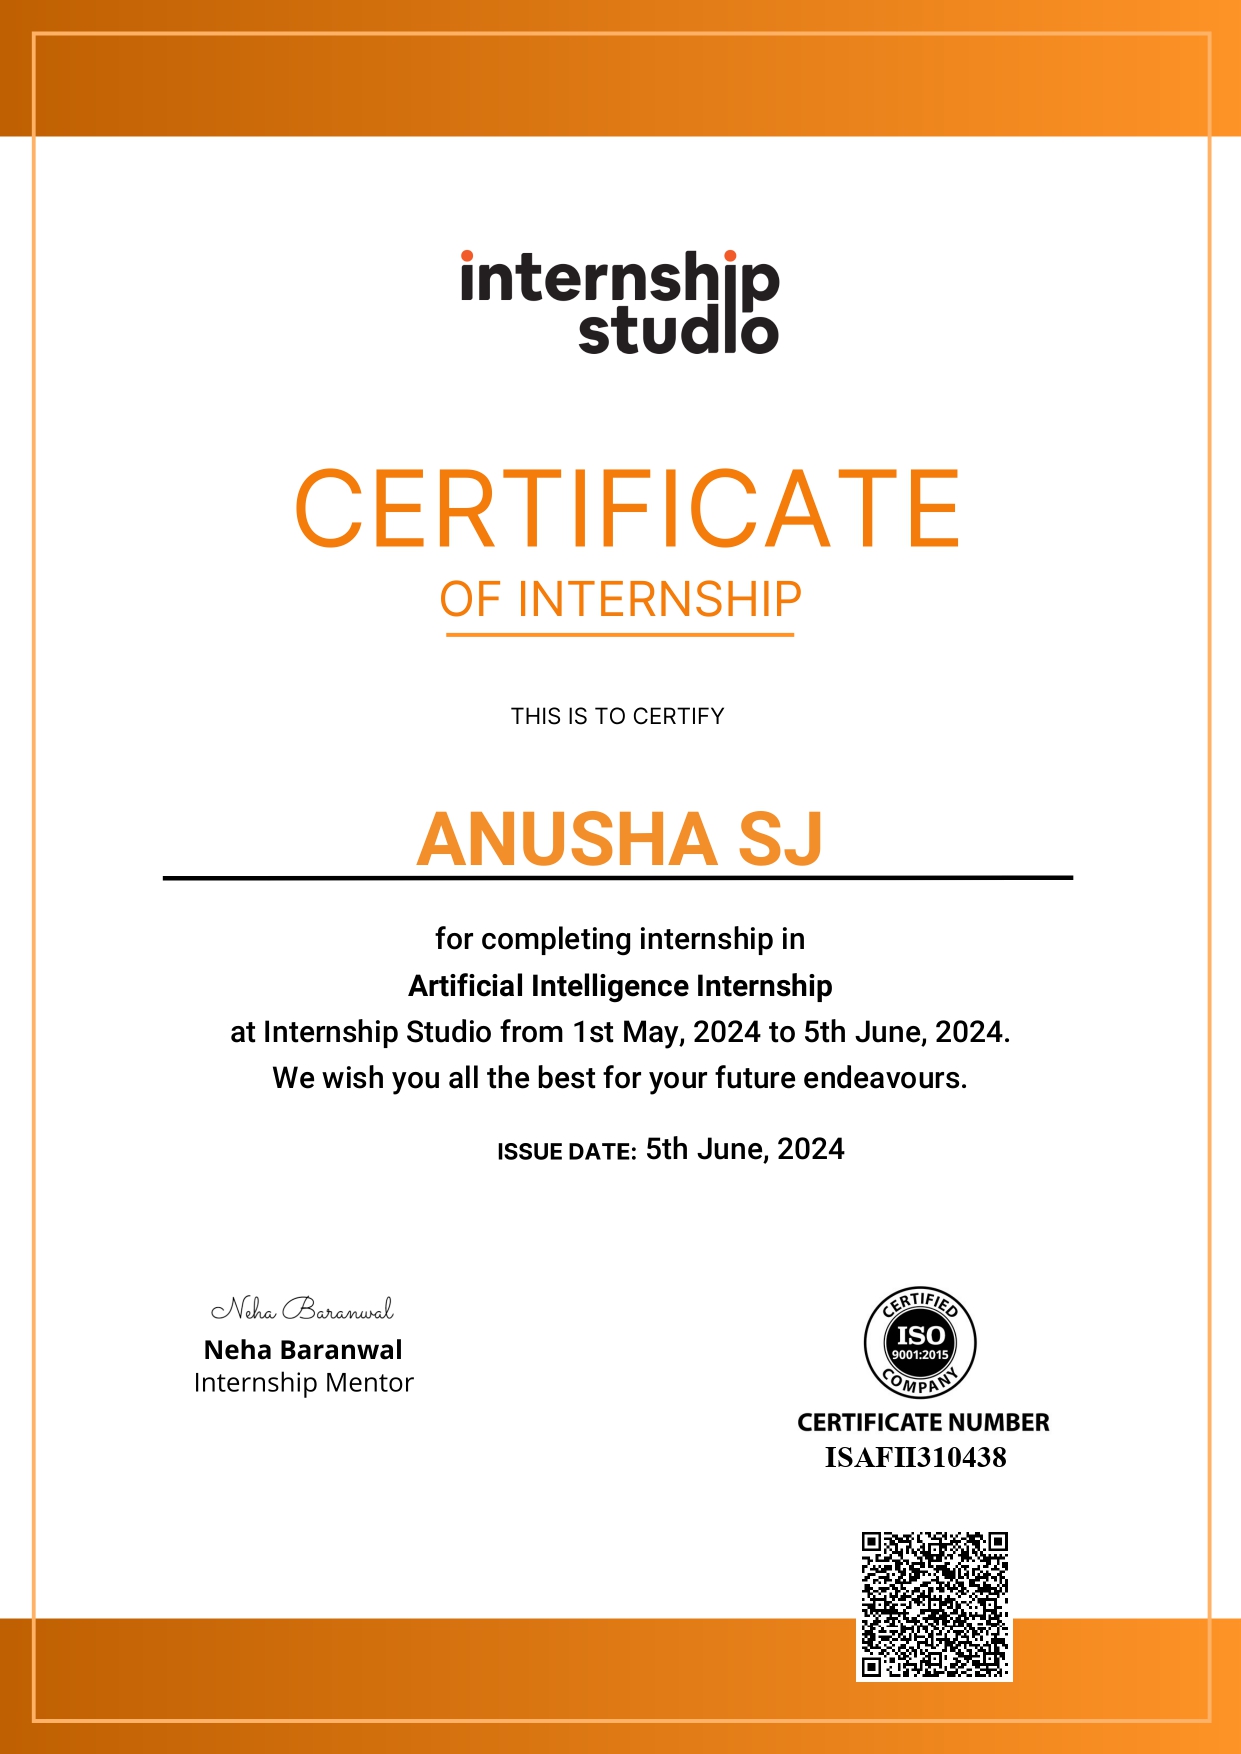 internship
studio
CERTIFICATE
OF INTERNSHIP
THIS IS TO CERTIFY
ANUSHA SJ
for completing internship in
Artificial Intelligence Internship
at Internship Studio from 1st May, 2024 to 5th June, 2024.
We wish you all the best for your future endeavours.
ISSUE DATE: 5th June, 2024
Neha Baranwal
Neha Baranwal
Internship Mentor
CERTIFIED
ISO
9001:2015
COMPANY
CERTIFICATE NUMBER
ISAFII310438